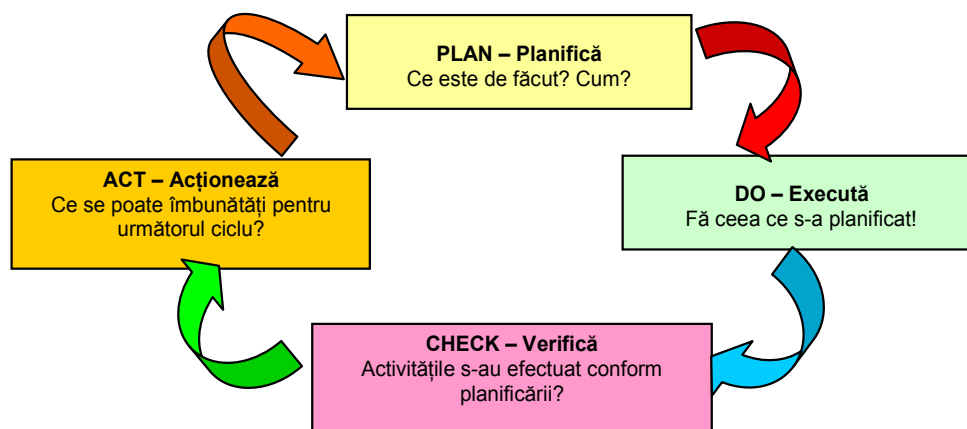 PLAN – Planifică
Ce este de făcut? Cum?
DO – Execută
Fă ceea ce s-a planificat!
CHECK – Verifică
Activitățile s-au efectuat conform
planificării?
ACT – Acționează
Ce se poate îmbunătăți pentru
următorul ciclu?